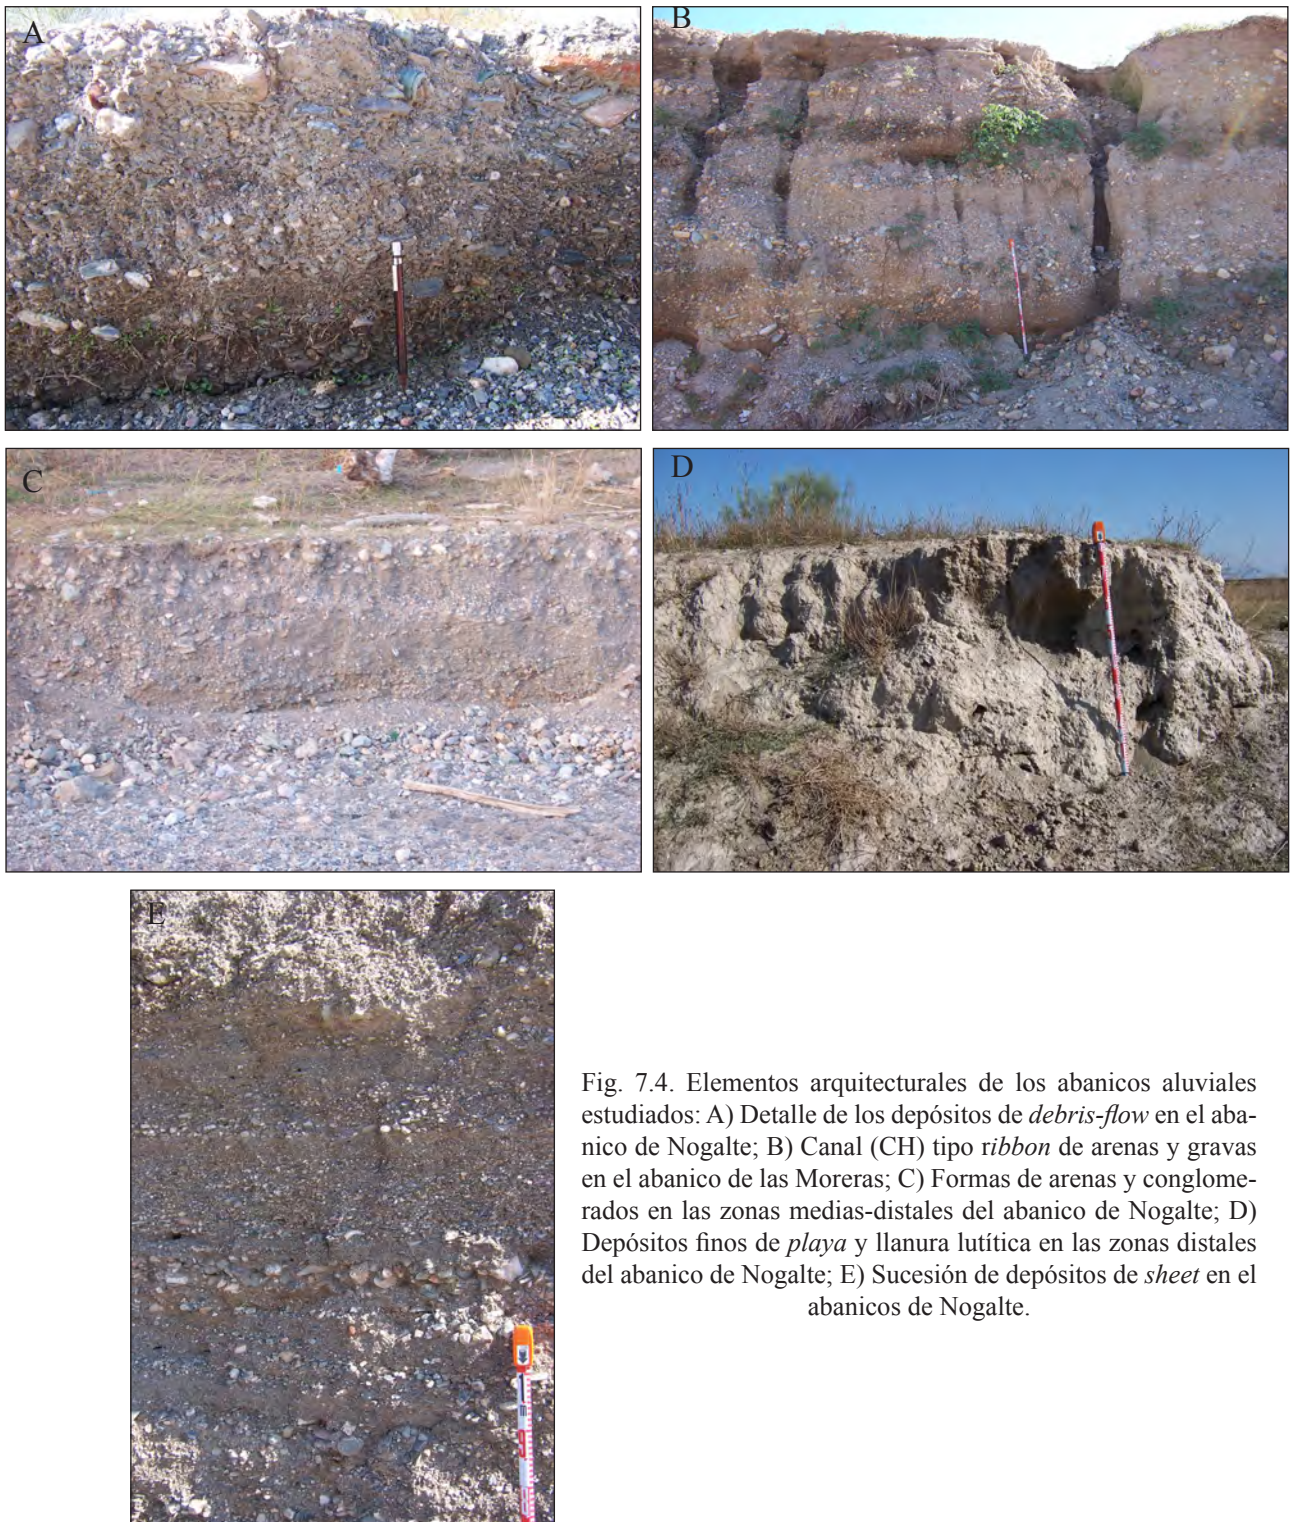 A
B
C
D
E
Fig. 7.4. Elementos arquitecturales de los abanicos aluviales
estudiados: A) Detalle de los depósitos de debris-flow en el aba-
nico de Nogalte; B) Canal (CH) tipo ribbon de arenas y gravas
en el abanico de las Moreras; C) Formas de arenas y conglome-
rados en las zonas medias-distales del abanico de Nogalte; D)
Depósitos finos de playa y llanura lutítica en las zonas distales
del abanico de Nogalte; E) Sucesión de depósitos de sheet en el
abanicos de Nogalte.